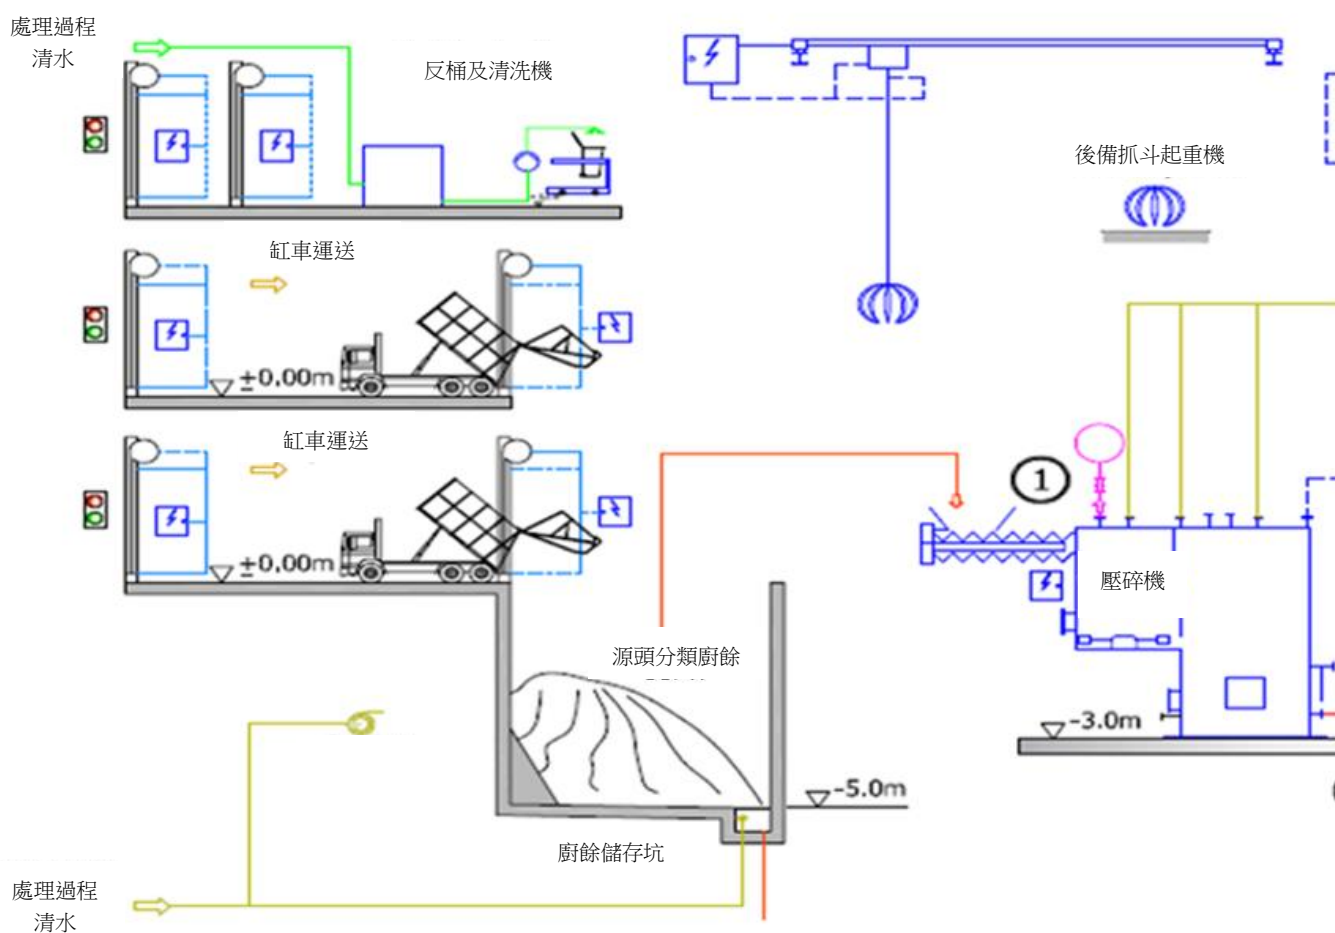 處理過程
清水
反桶及清洗機
後備抓斗起重機
缸車運送
±0.00m
缸車運送
±0.00m
1
壓碎機
源頭分類廚餘
-3.0m
-5.0m
廚餘儲存坑
處理過程
清水